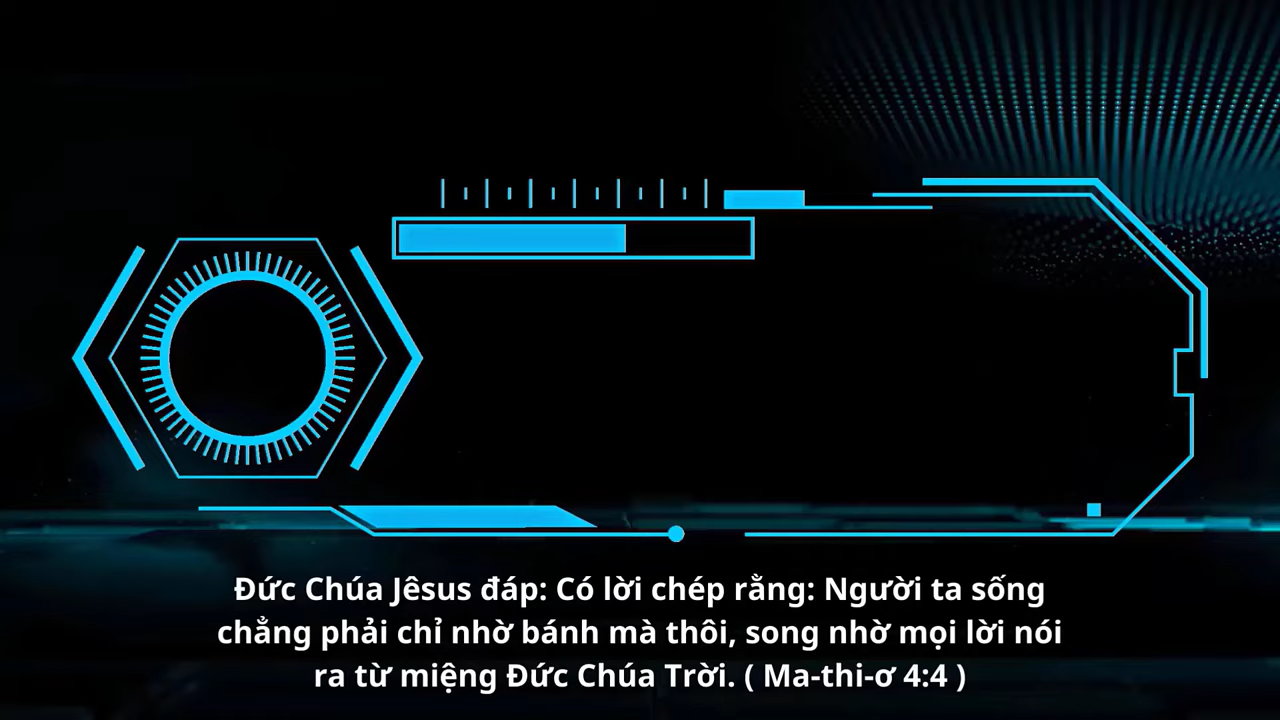 Đức Chúa Jêsus đáp: Có lời chép rằng: Người ta sống
chẳng phải chỉ nhờ bánh mà thôi, song nhờ mọi lời nói
ra từ miệng Đức Chúa Trời. ( Ma-thi-ơ 4:4 )